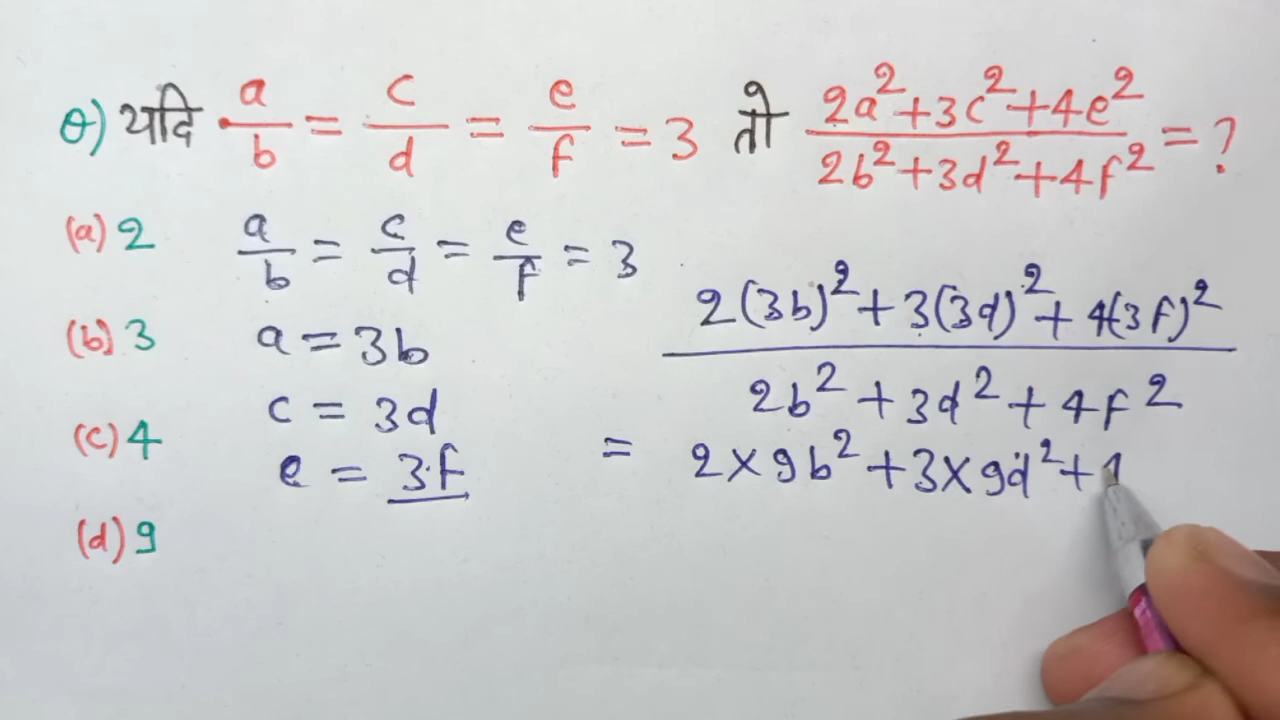 Q) यदि a/b = c/d = e/f = 3 तो 2a²+3c²+4e² / 2b²+3d²+4f² = ?
(a) 2
(b) 3
(c) 4
(d) 9
a/b = c/d = e/f = 3
a = 3b
c = 3d
e = 3f
2(3b)²+3(3d)²+4(3f)² / 2b²+3d²+4f²
= 2×9b²+3×9d²+